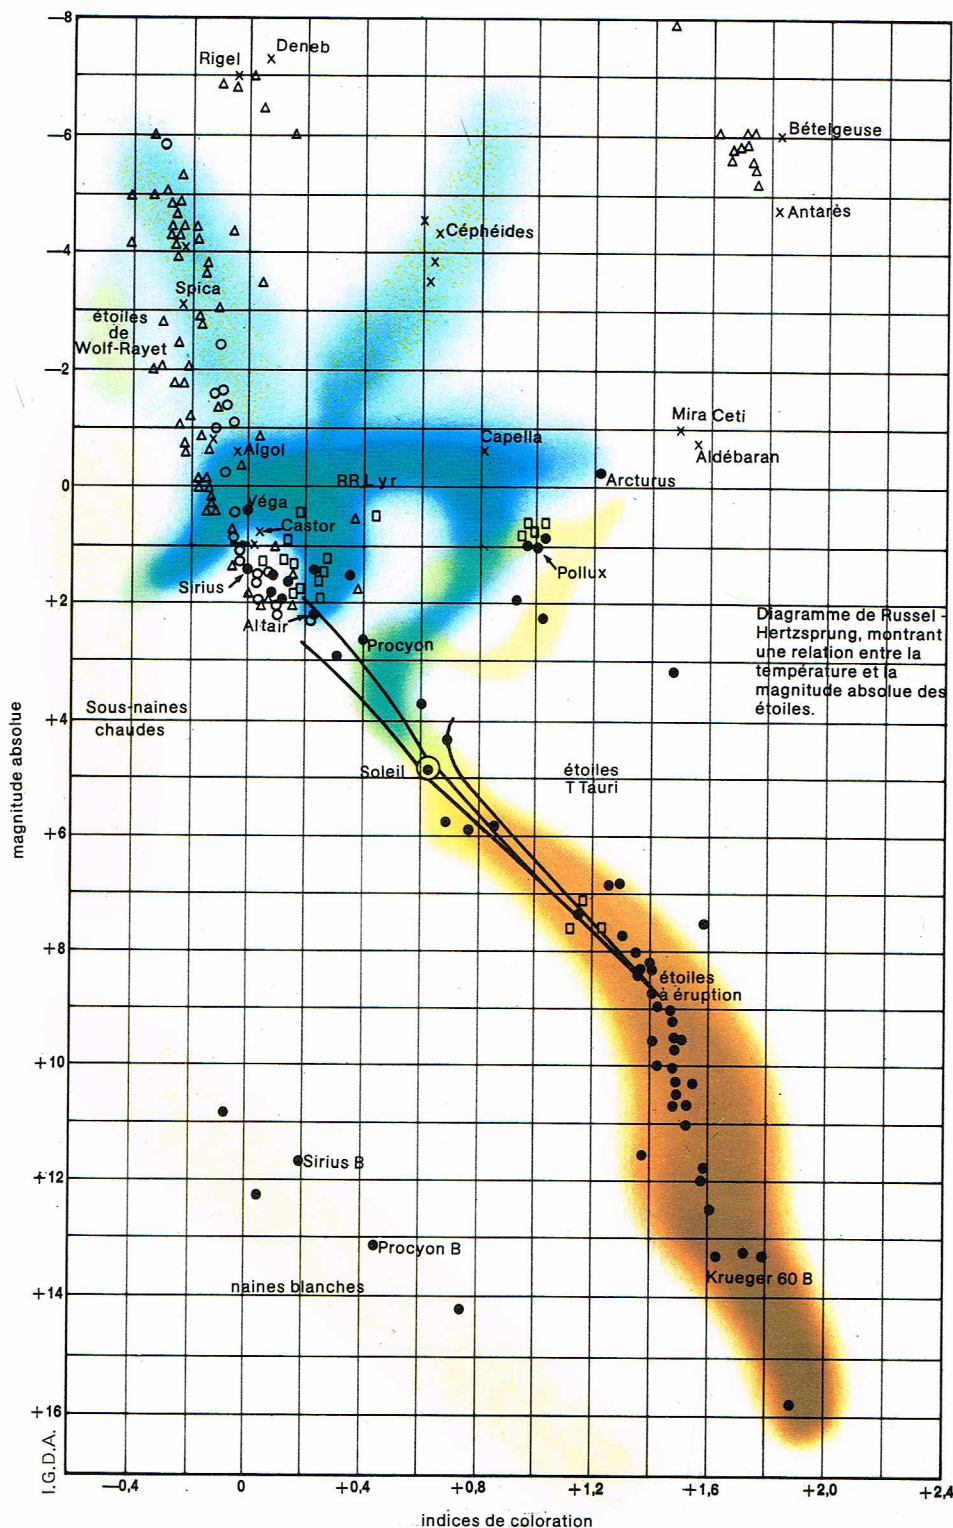 –8
–6
–4
–2
0
+2
+4
+6
+8
+10
+12
+14
+16
magnitude absolue
I.G.D.A.
Deneb
Rigel
Bételgeuse
Antarès
Céphéides
Spica
étoiles
de
Wolf-Rayet
Mira Ceti
Aldébaran
Capella
Algol
RR Lyr
Arcturus
Véga
Castor
Sirius
Pollux
Altair
Procyon
Diagramme de Russel -
Hertzsprung, montrant
une relation entre la
température et la
magnitude absolue des
étoiles.
Sous-naines
chaudes
Soleil
étoiles
T Tauri
étoiles
à éruption
Sirius B
Procyon B
naines blanches
Krueger 60 B
–0,4
0
+0,4
+0,8
+1,2
+1,6
+2,0
+2,4
indices de coloration